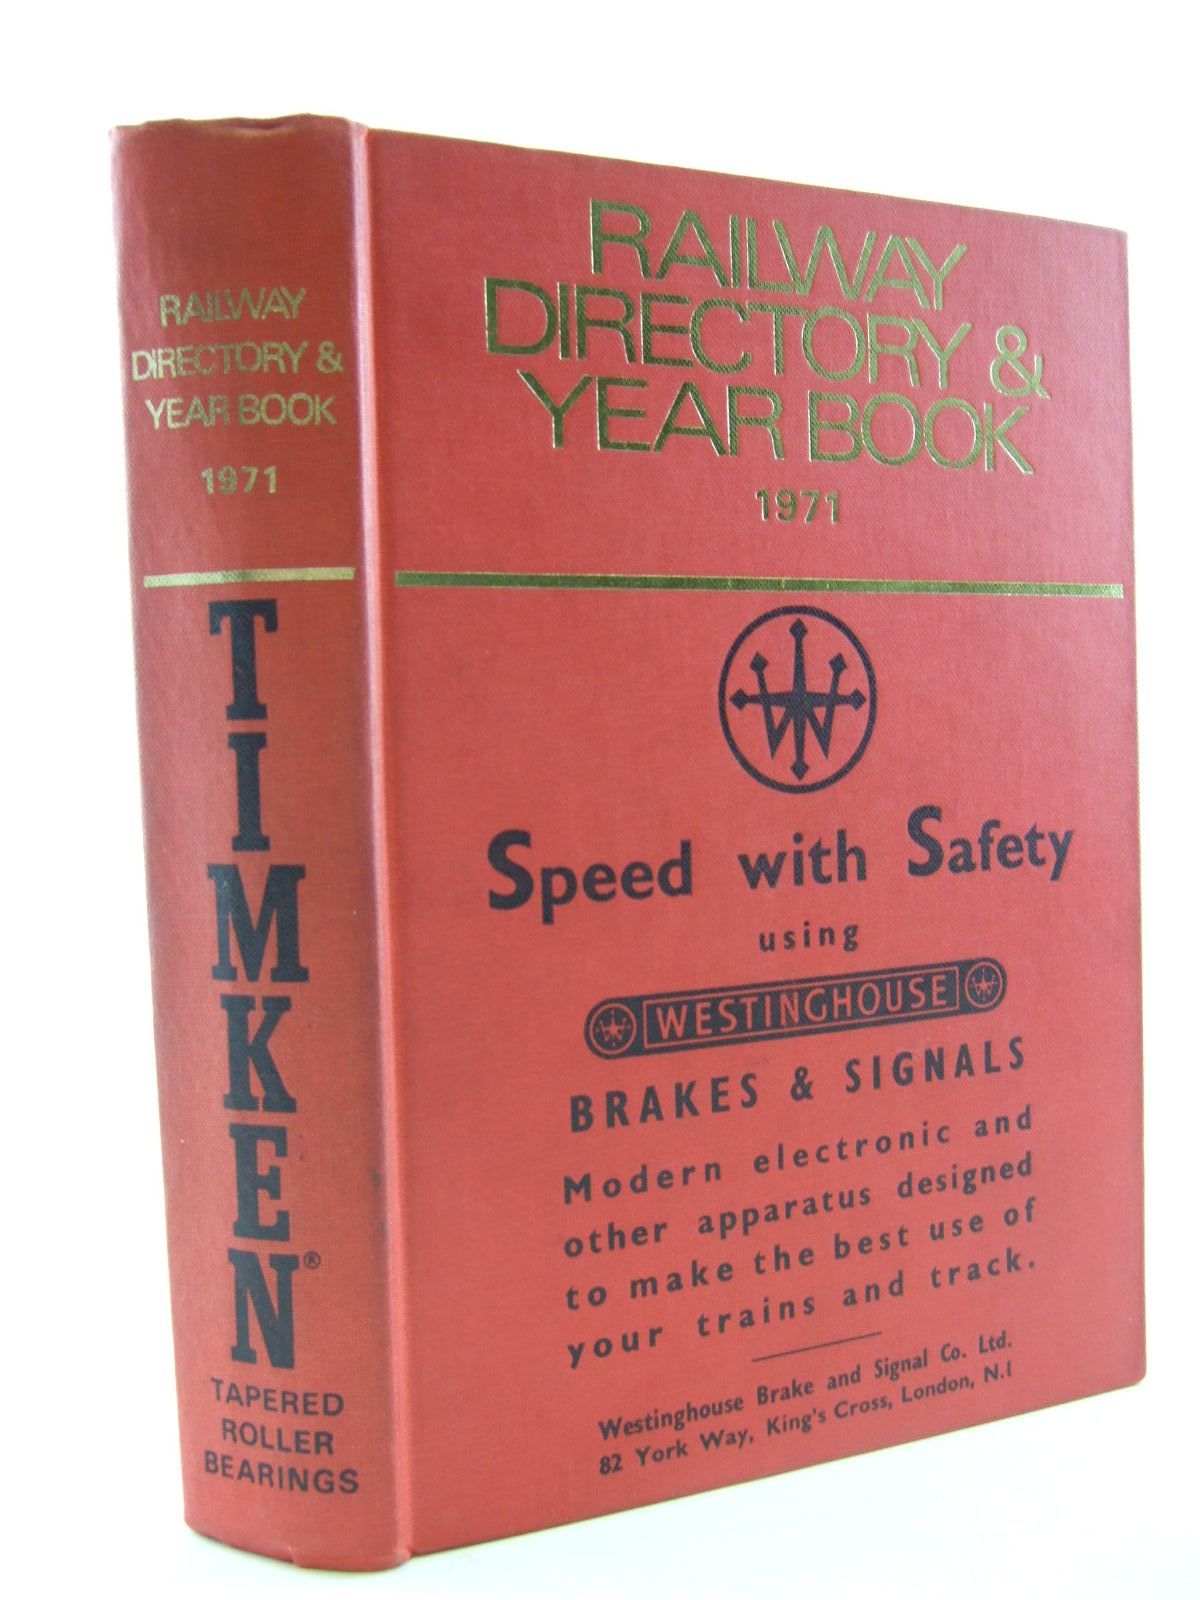 RAILWAY
DIRECTORY &
YEAR BOOK
1971
TIMKEN®
TAPERED
ROLLER
BEARINGS
RAILWAY
DIRECTORY &
YEAR BOOK
1971
W
Speed with Safety
using
WESTINGHOUSE
BRAKES & SIGNALS
Modern electronic and
other apparatus designed
to make the best use of
your trains and track.
Westinghouse Brake and Signal Co. Ltd.
82 York Way, King's Cross, London, N.1